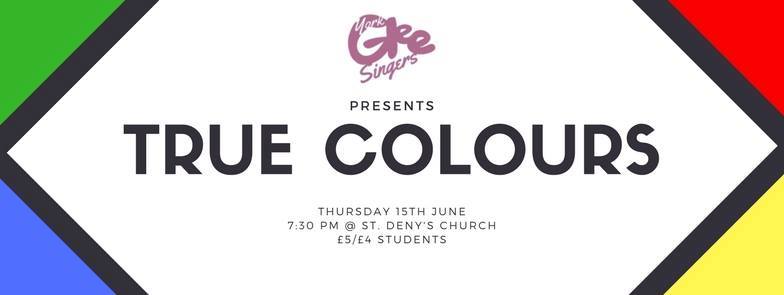 York
Glee
Singers
PRESENTS
TRUE COLOURS
THURSDAY 15TH JUNE
7:30 PM @ ST. DENY'S CHURCH
£5/£4 STUDENTS